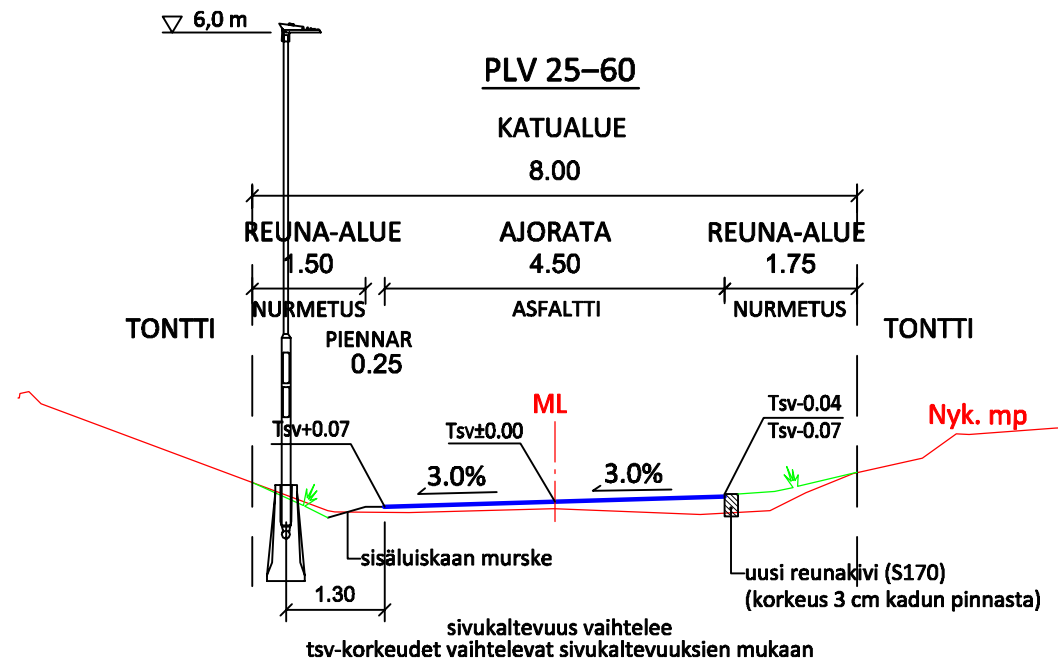 6,0 m
PLV 25–60
KATUALUE
8.00
REUNA-ALUE
AJORATA
REUNA-ALUE
1.50
4.50
1.75
NURMETUS
ASFALTTI
NURMETUS
TONTTI
TONTTI
PIENNAR
0.25
ML
Tsv-0.04
Tsv-0.07
Nyk. mp
Tsv+0.07
Tsv±0.00
3.0%
3.0%
sisäluiskaan murske
uusi reunakivi (S170)
(korkeus 3 cm kadun pinnasta)
1.30
sivukaltevuus vaihtelee
tsv-korkeudet vaihtelevat sivukaltevuuksien mukaan